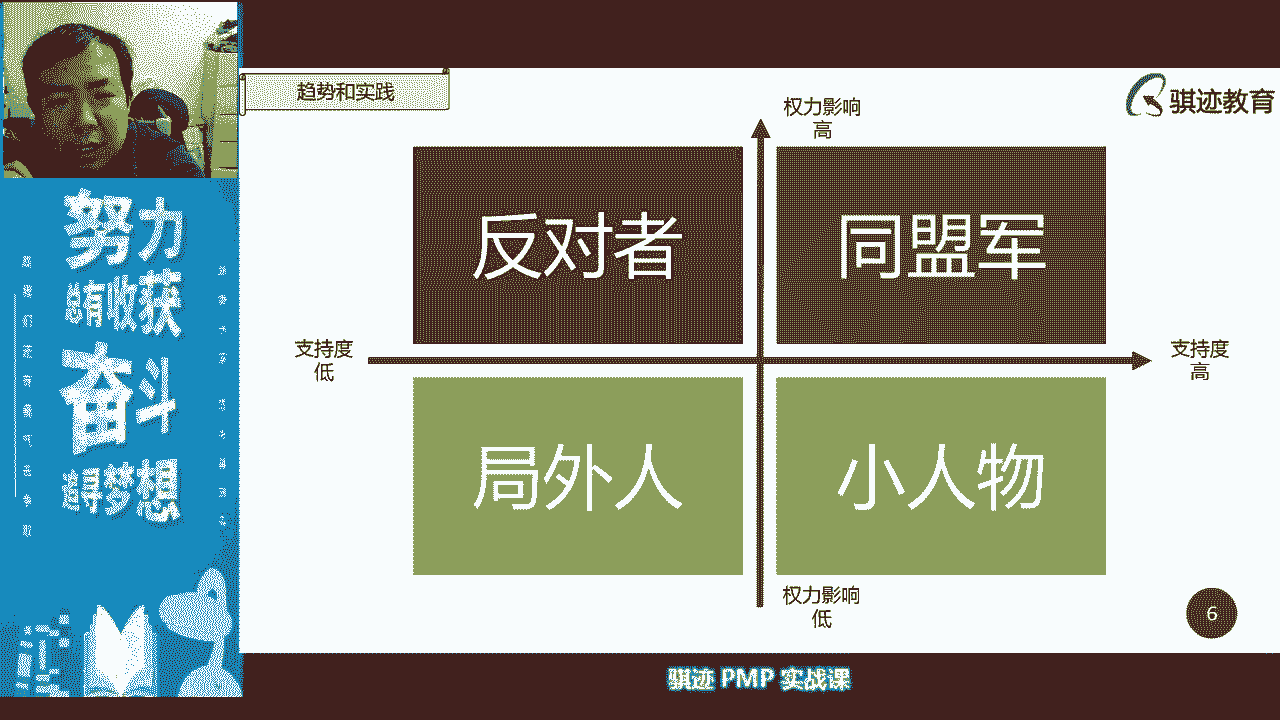 趋势和实践
骐迹教育
权力影响
高
反对者
同盟军
支持度
低
支持度
高
局外人
小人物
权力影响
低
6
努力
总有收获
奋斗
追寻梦想
骐迹 PMP 实战课